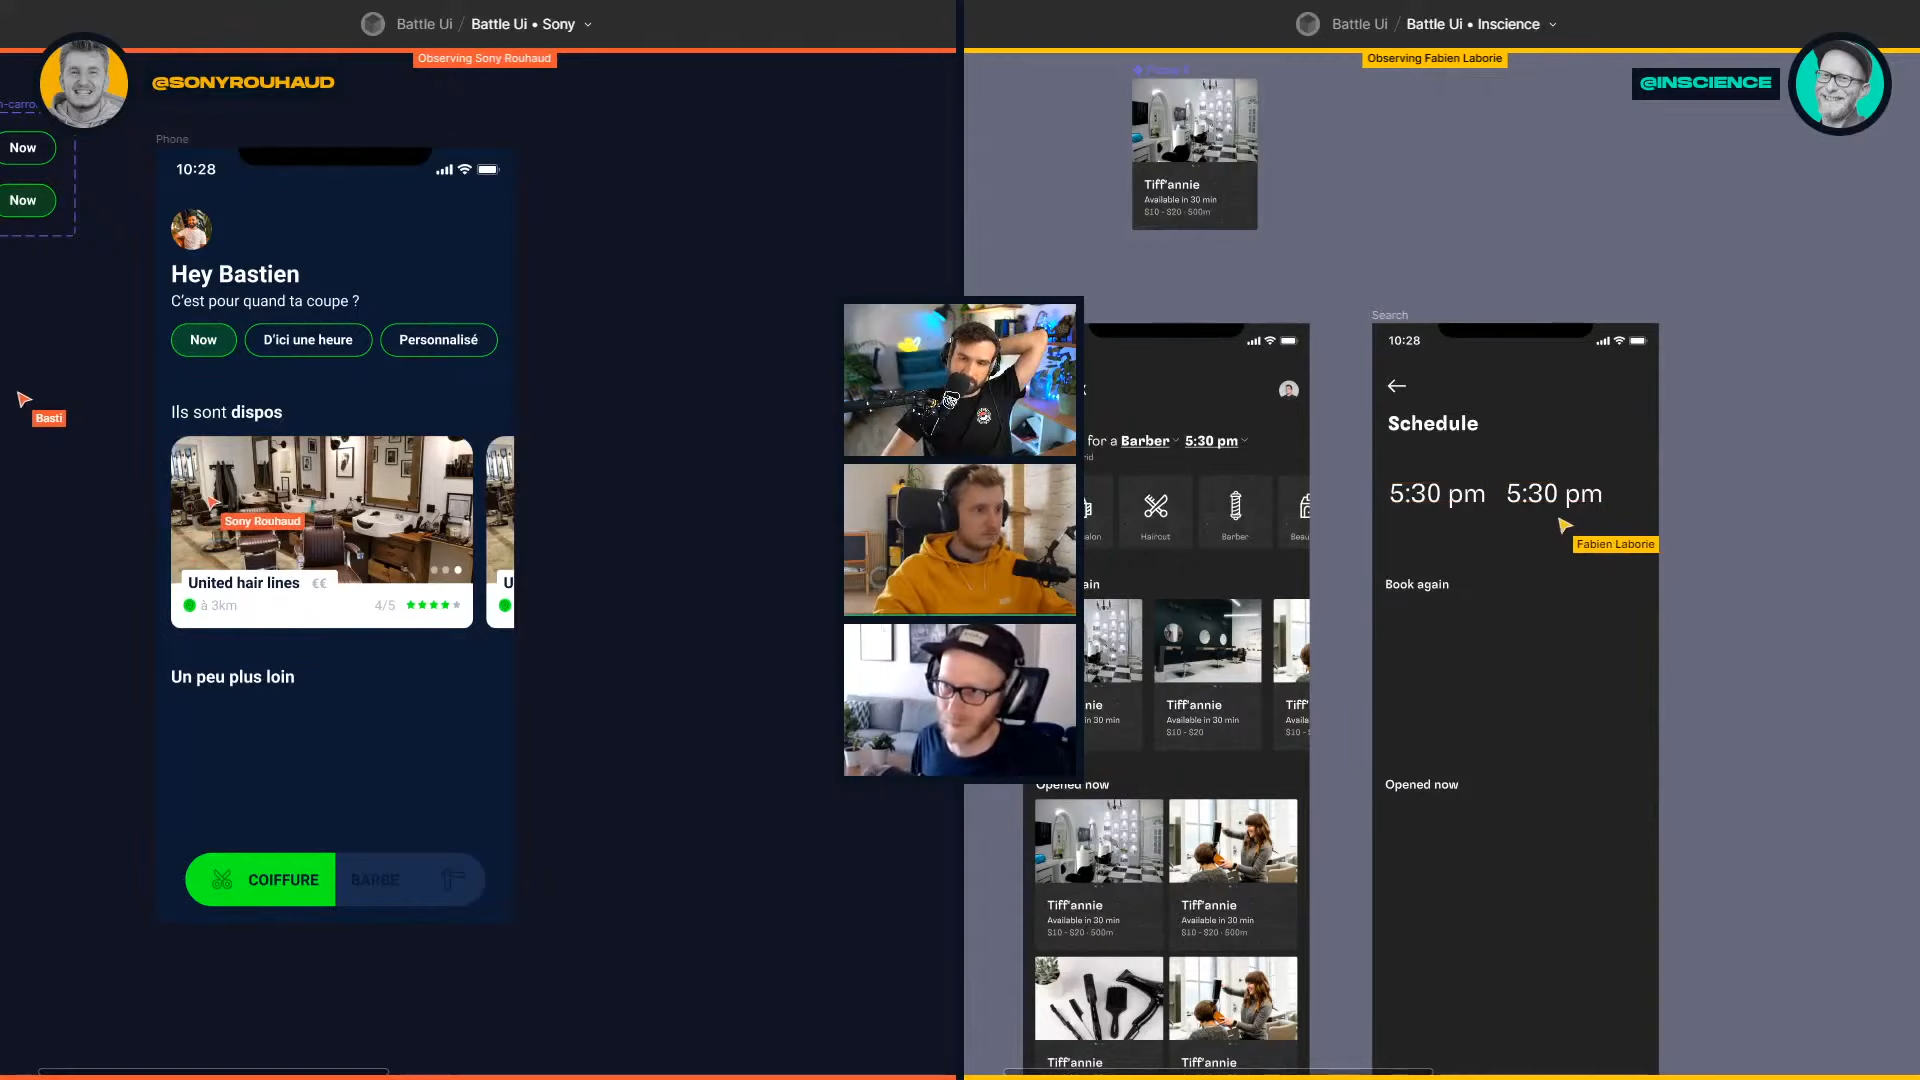 Battle Ui / Battle Ui • Sony
Observing Sony Rouhaud
@SONYROUHAUD
Now
Now
Basti
Phone
10:28
Hey Bastien
C'est pour quand ta coupe ?
Now
D'ici une heure
Personnalisé
Ils sont dispos
Sony Rouhaud
United hair lines €€
à 3km
4/5
U
Un peu plus loin
COIFFURE
BARBE
Battle Ui / Battle Ui • Inscience
Observing Fabien Laborie
@INSCIENCE
Tiff'annie
Available in 30 min
$10 - $20 · 500m
for a Barber 5:30 pm
Haircut
Barber
Tiff'annie
Available in 30 min
$10 - $20
Opened now
Tiff'annie
Available in 30 min
$10 - $20 · 500m
Tiff'annie
Available in 30 min
$10 - $20 · 500m
Tiff'annie
Tiff'annie
Search
10:28
Schedule
5:30 pm 5:30 pm
Fabien Laborie
Book again
Opened now